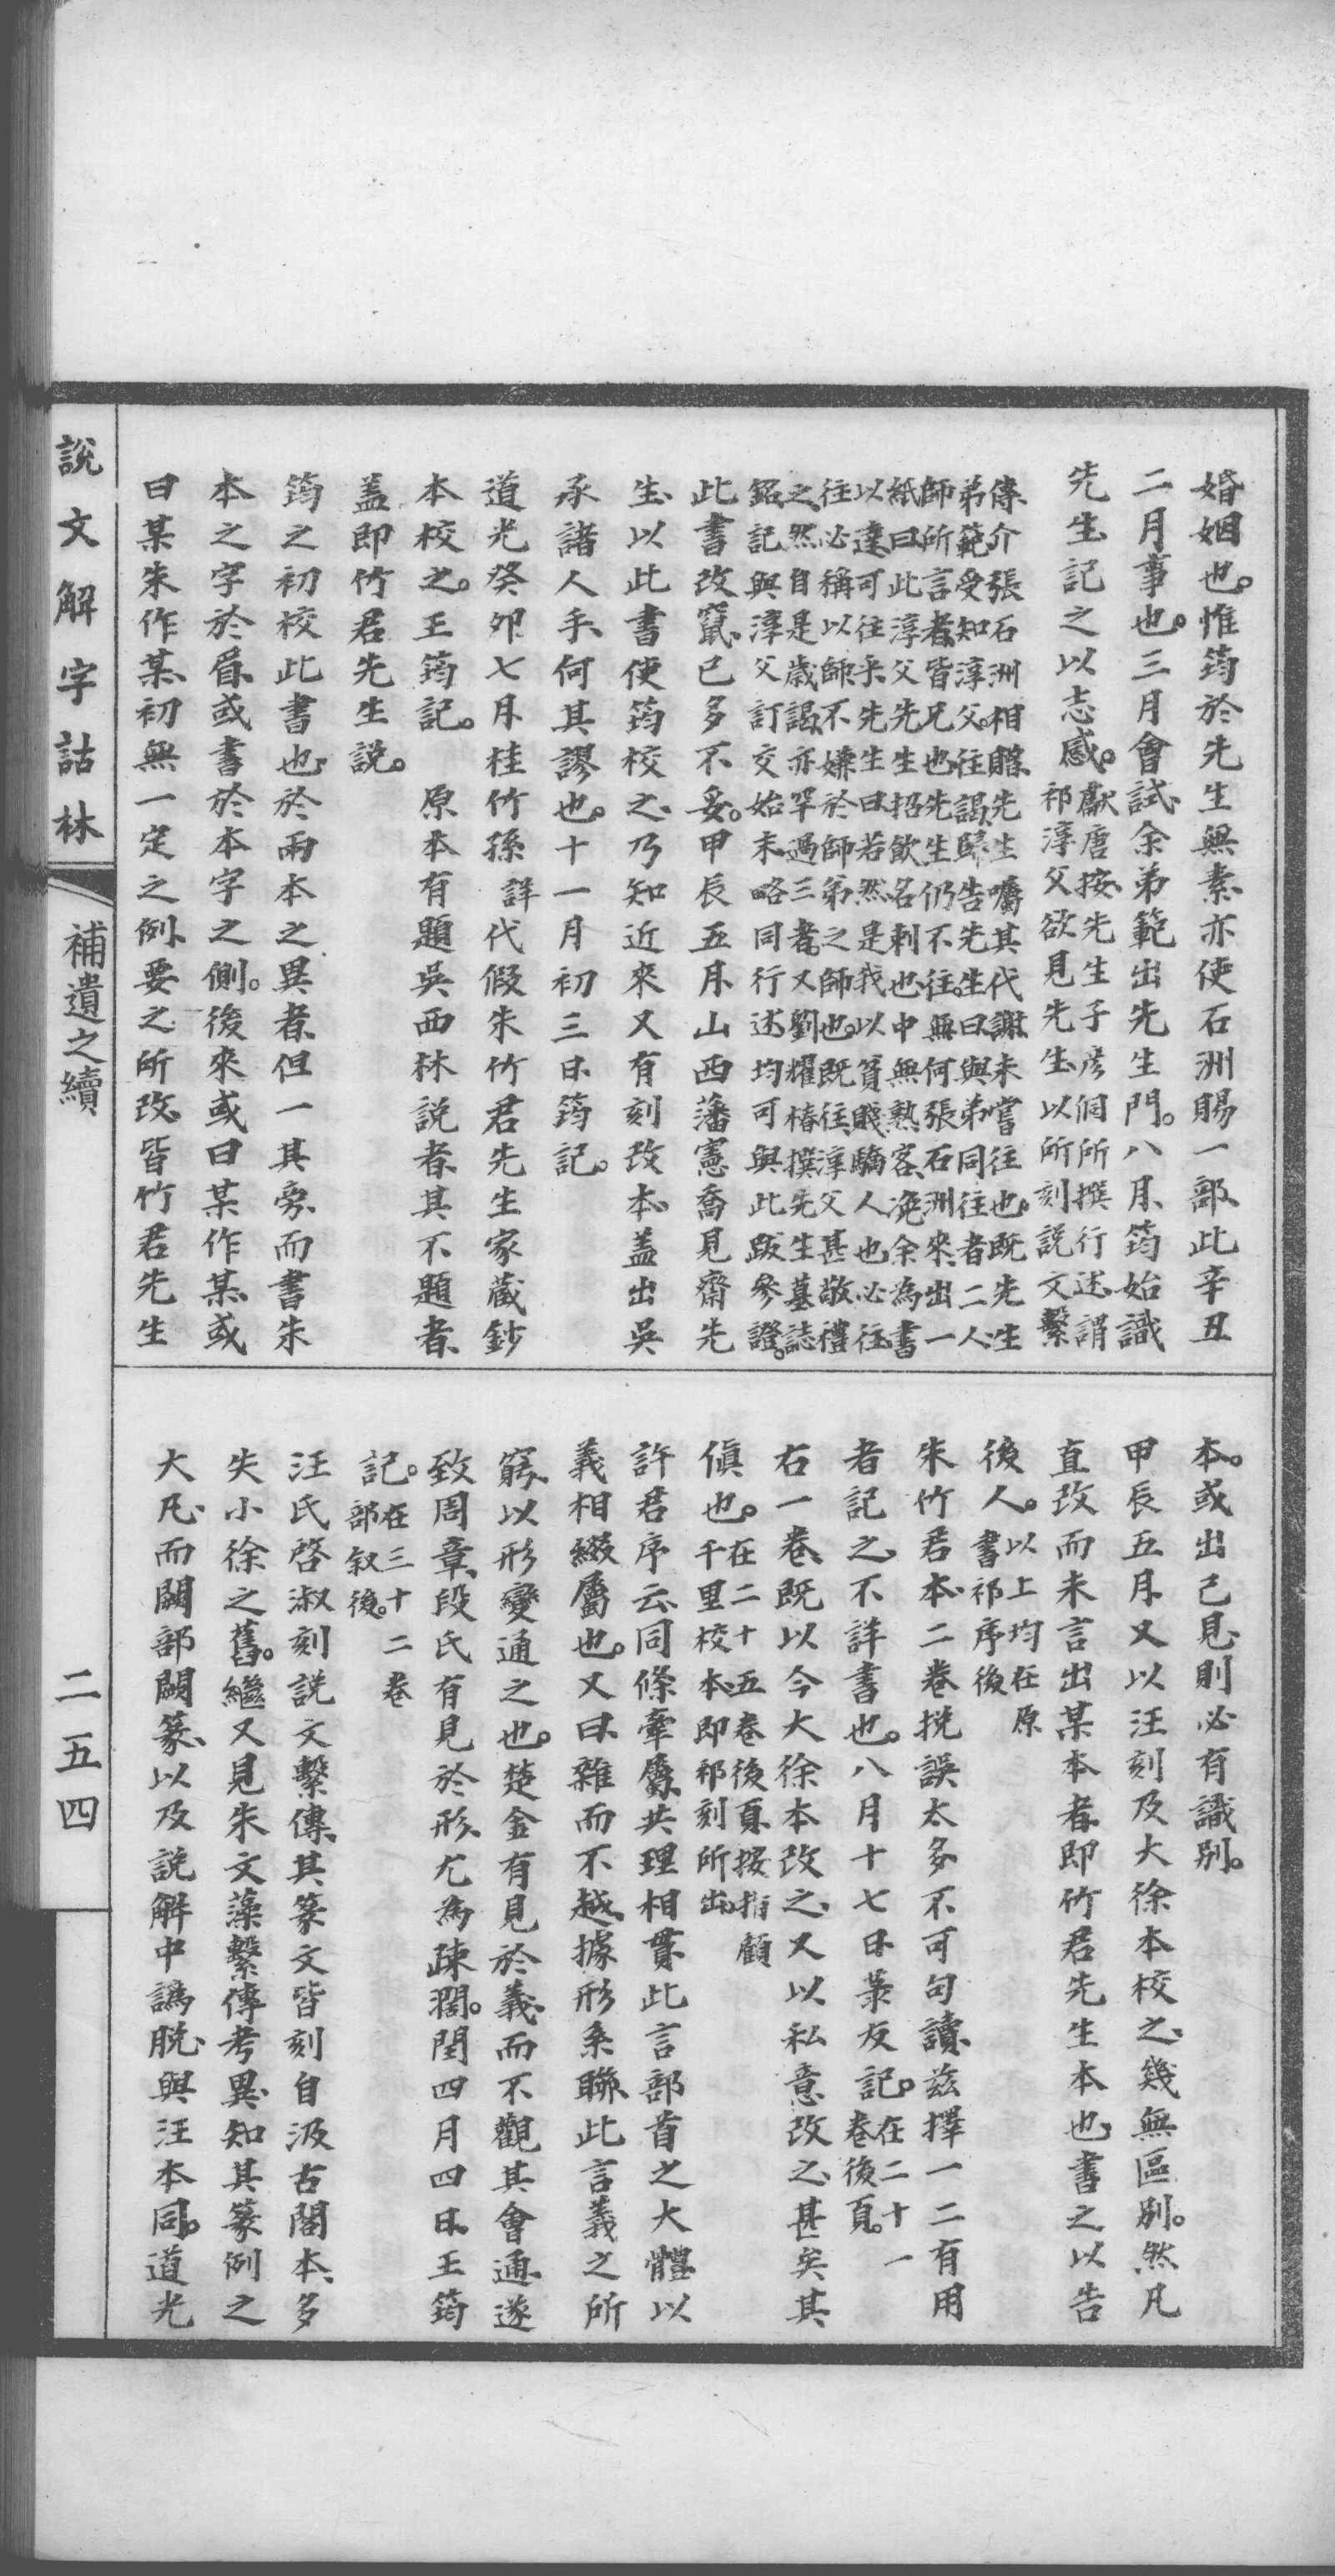 婚姻也。惟筠於先生無素、亦使石洲賜一部、此辛丑
二月事也。三月會試、余弟範出先生門。八月、筠始識
先生、記之以志感。獻唐按、先生子彥侗所撰行述、謂祁淳父欲見先生、以所刻說文繫
傳、介張石洲相贈、先生囑其代謝、未嘗往也。既先生
弟範、受知淳父。往謁歸、告先生曰、與弟同往者二人、
師所言者、皆兄也、先生仍不往。無何張石洲來、出一
紙曰、此淳父先生招飲名刺也、中無熟客、凂余為書
以達、可往乎、先生曰、若然、是我以貧賤驕人也、必往、
往必稱以師、不嫌於師弟之師也。既往、淳父甚敬禮
之、然自是歲謁、亦罕過三者。又劉燿椿撰先生墓誌
銘、記與淳父訂交始末略同、行述均可與此跋參證。
此書改竄、已多不妥。甲辰五月、山西藩憲喬見齋先
生、以此書使筠校之、乃知近來又有刻改本、蓋出吳
承諸人手、何其謬也。十一月初三日、筠記。
道光癸卯七月、桂竹孫詳代假朱竹君先生家藏鈔
本校之。王筠記。 原本有題吳西林説者、其不題者、
蓋即竹君先生説。
筠之初校此書也、於兩本之異者、但一其旁、而書朱
本之字於眉、或書於本字之側。後來或曰某作某、或
曰某朱作某、初無一定之例、要之所改、皆竹君先生
本。或出己見、則必有識別。
甲辰五月、又以汪刻及大徐本校之、幾無區別。然凡
直改而未言出某本者、即竹君先生本也、書之以告
後人。以上均在原書祁序後
朱竹君本二卷、挩誤太多、不可句讀、茲擇一二有用
者記之、不詳書也。八月十七日、菉友記。在二十一卷後頁。
右一卷、既以今大徐本改之、又以私意改之、甚矣其
傎也。在二十五卷後頁、按指顧千里校本、即祁刻所出。
許君序云、同條牽屬、共理相貫、此言部首之大體、以
義相綴屬也。又曰、雜而不越、據形系聯、此言義之所
窮、以形變通之也。楚金有見於義、而不觀其會通、遂
致周章、段氏有見於形、尤為疎濶。閏四月四日、王筠
記。在三十二卷部叙後。
汪氏啓淑刻説文繫傳、其篆文皆刻自汲古閣本、多
失小徐之舊。繼又見朱文藻繫傳考異、知其篆例之
大凡、而闕部闕篆、以及説解中譌脫、與汪本同。道光
說文解字詁林
補遺之續
二五四